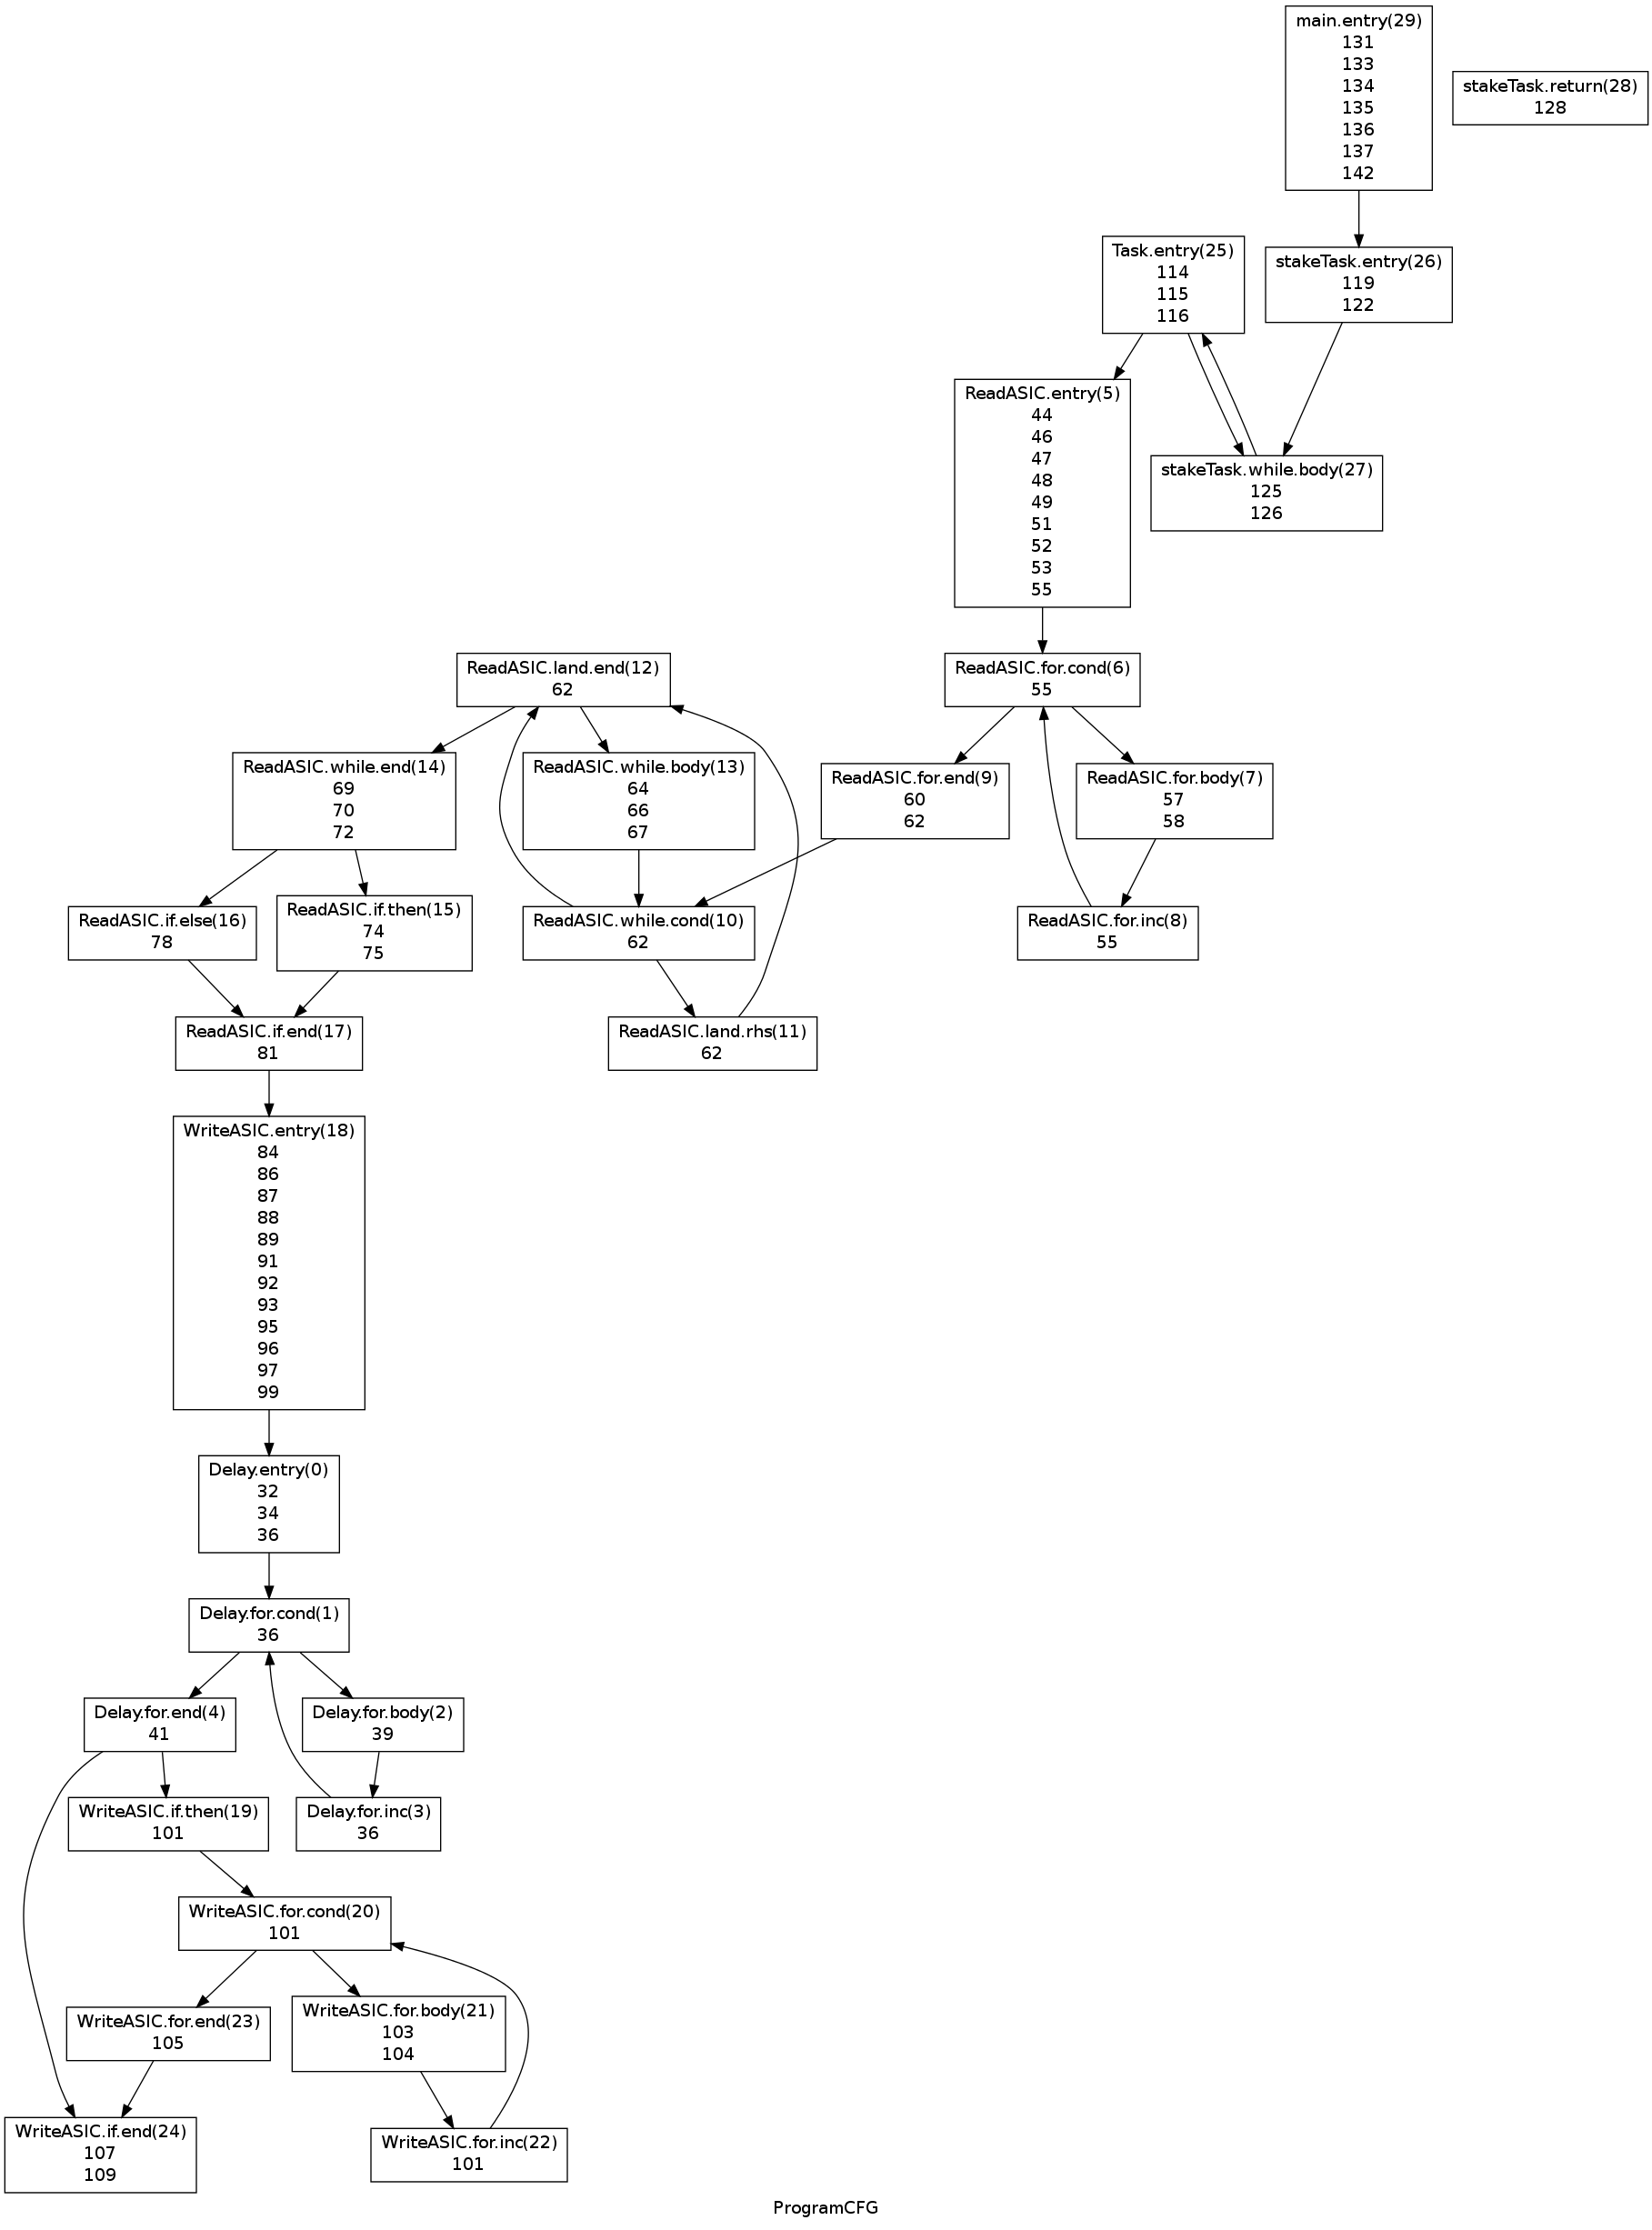 main.entry(29)
131
133
134
135
136
137
142
stakeTask.return(28)
128
Task.entry(25)
114
115
116
stakeTask.entry(26)
119
122
ReadASIC.entry(5)
44
46
47
48
49
51
52
53
55
stakeTask.while.body(27)
125
126
ReadASIC.land.end(12)
62
ReadASIC.for.cond(6)
55
ReadASIC.while.end(14)
69
70
72
ReadASIC.while.body(13)
64
66
67
ReadASIC.for.end(9)
60
62
ReadASIC.for.body(7)
57
58
ReadASIC.if.else(16)
78
ReadASIC.if.then(15)
74
75
ReadASIC.while.cond(10)
62
ReadASIC.for.inc(8)
55
ReadASIC.if.end(17)
81
ReadASIC.land.rhs(11)
62
WriteASIC.entry(18)
84
86
87
88
89
91
92
93
95
96
97
99
Delay.entry(0)
32
34
36
Delay.for.cond(1)
36
Delay.for.end(4)
41
Delay.for.body(2)
39
WriteASIC.if.then(19)
101
Delay.for.inc(3)
36
WriteASIC.for.cond(20)
101
WriteASIC.for.end(23)
105
WriteASIC.for.body(21)
103
104
WriteASIC.if.end(24)
107
109
WriteASIC.for.inc(22)
101
ProgramCFG